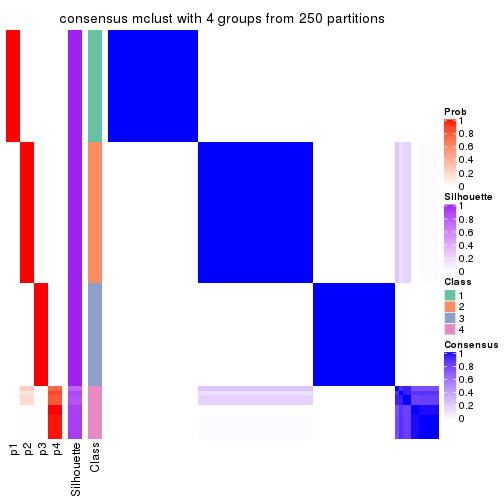 consensus mclust with 4 groups from 250 partitions
Prob
1
0.8
0.6
0.4
0.2
0
Silhouette
1
0.8
0.6
0.4
0.2
0
Class
1
2
3
4
Consensus
1
0.8
0.6
0.4
0.2
0
p1
p2
p3
p4
Silhouette
Class